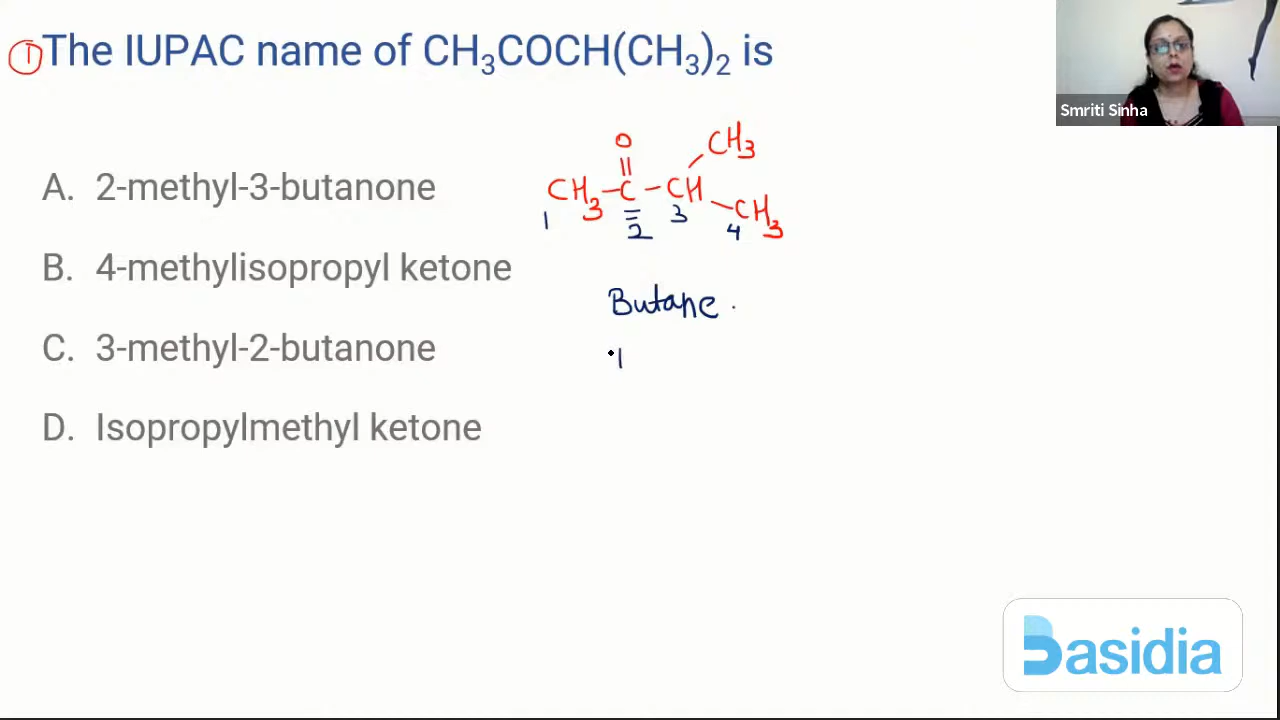 ① The IUPAC name of CH₃COCH(CH₃)₂ is
Smriti Sinha
A. 2-methyl-3-butanone
B. 4-methylisopropyl ketone
C. 3-methyl-2-butanone
D. Isopropylmethyl ketone
O
||
CH₃
CH₃ – C – CH
CH₃
1 2 3 4
Butane
Basidia